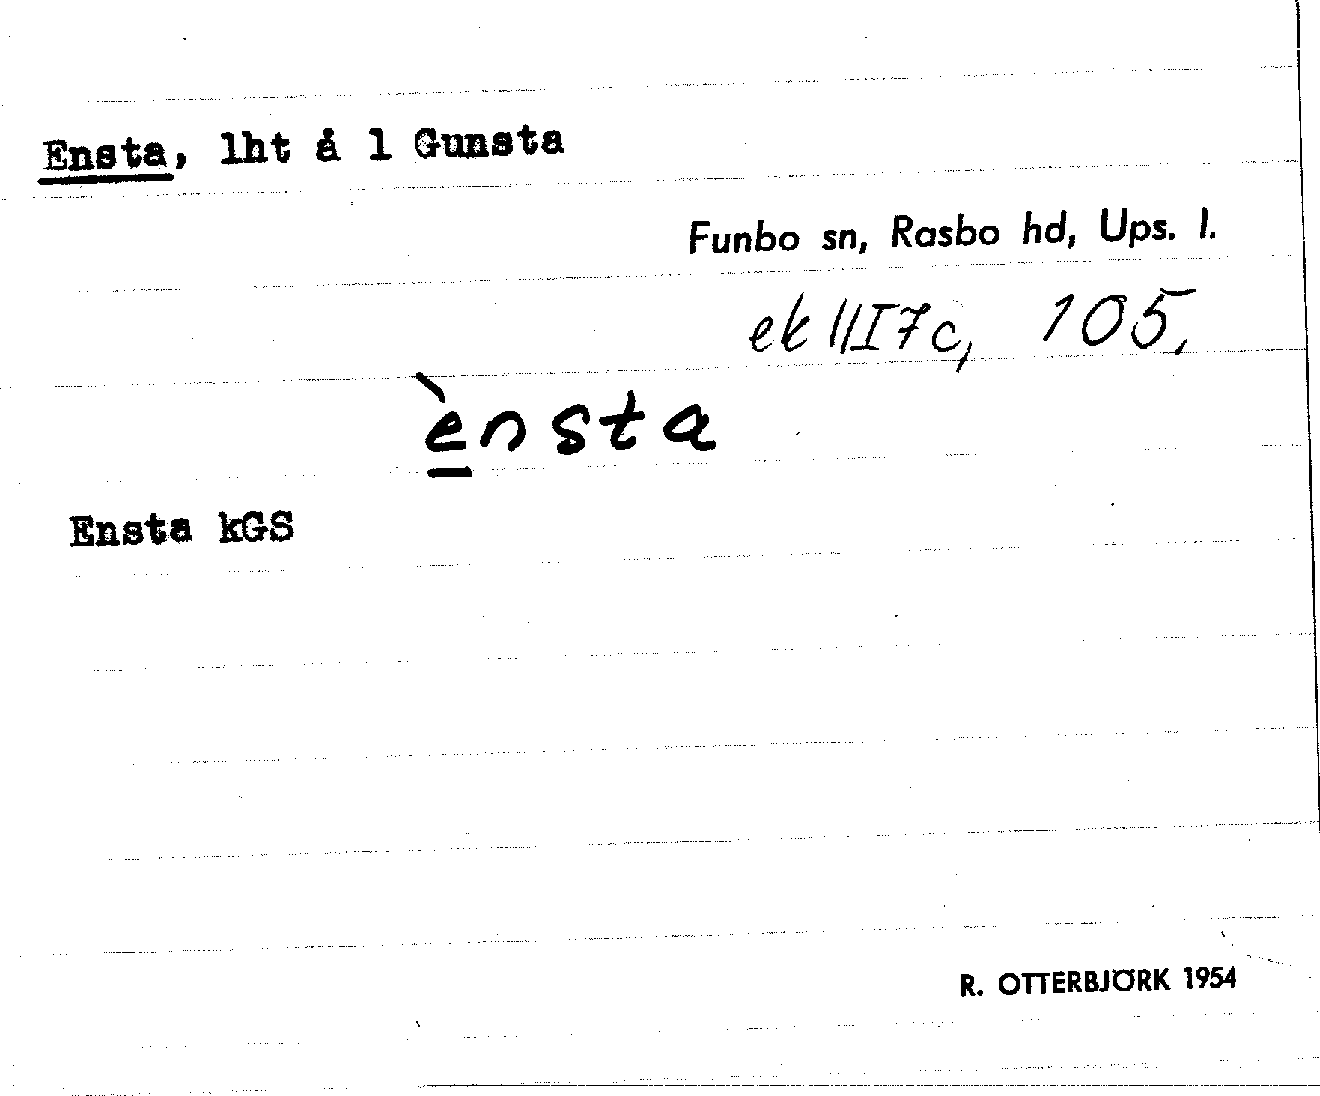 Ensta, lht å 1 Gunsta
Funbo sn, Rasbo hd, Ups. l.
ek 11I7c, 105,
ènsta
Ensta kGS
R. OTTERBJÖRK 1954